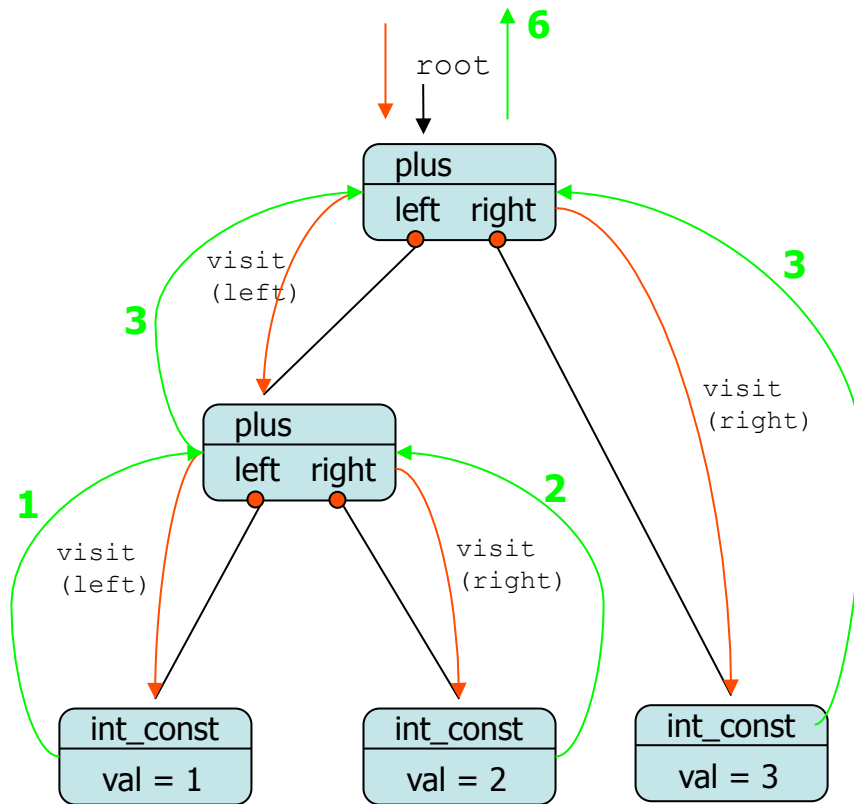 6
root
plus
left right
visit
(left)
3
3
visit
(right)
plus
left right
1
2
visit
(left)
visit
(right)
int_const
val = 1
int_const
val = 2
int_const
val = 3